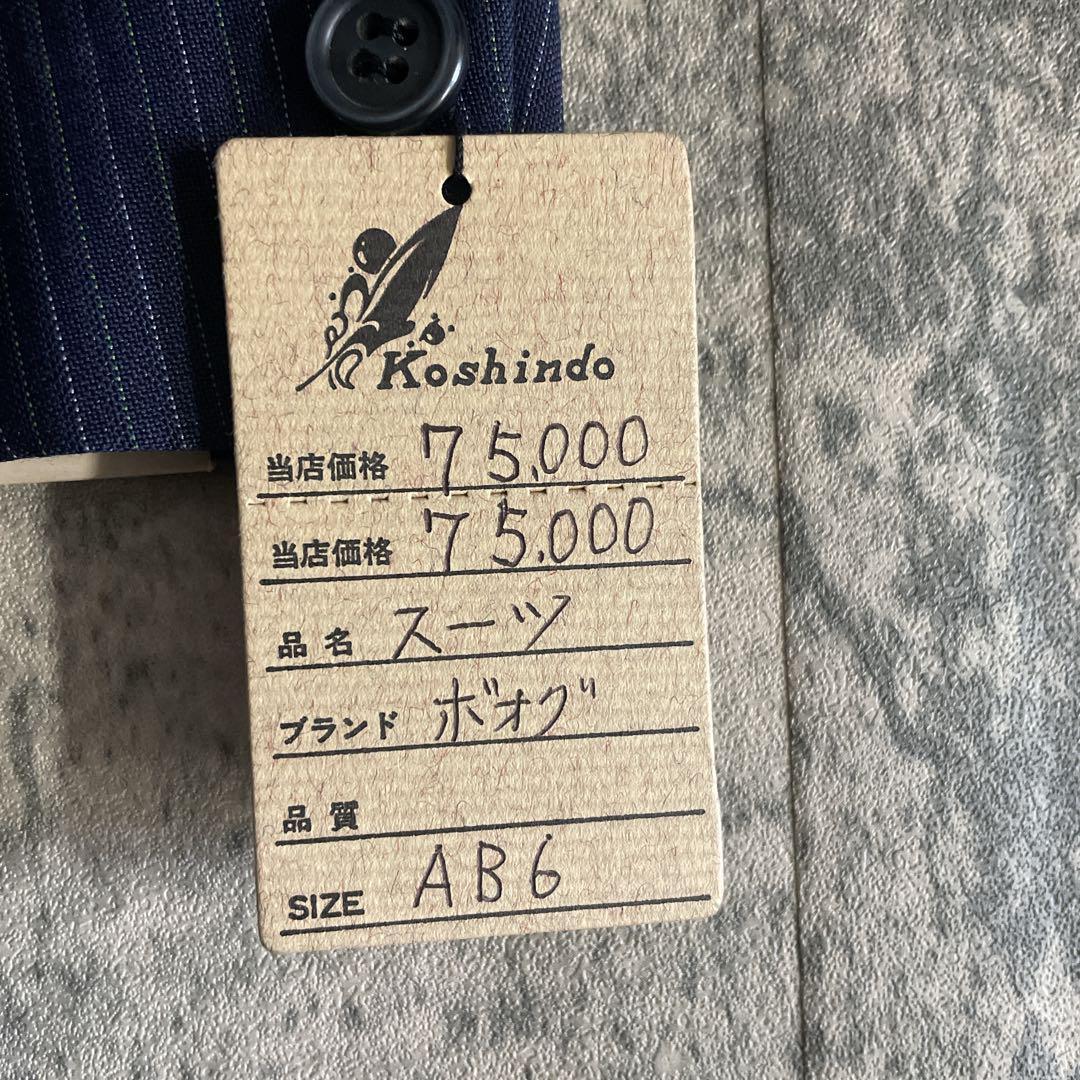 Koshindo
当店価格 75,000
当店価格 75,000
品名 スーツ
ブランド ボオグ
品質
SIZE AB6